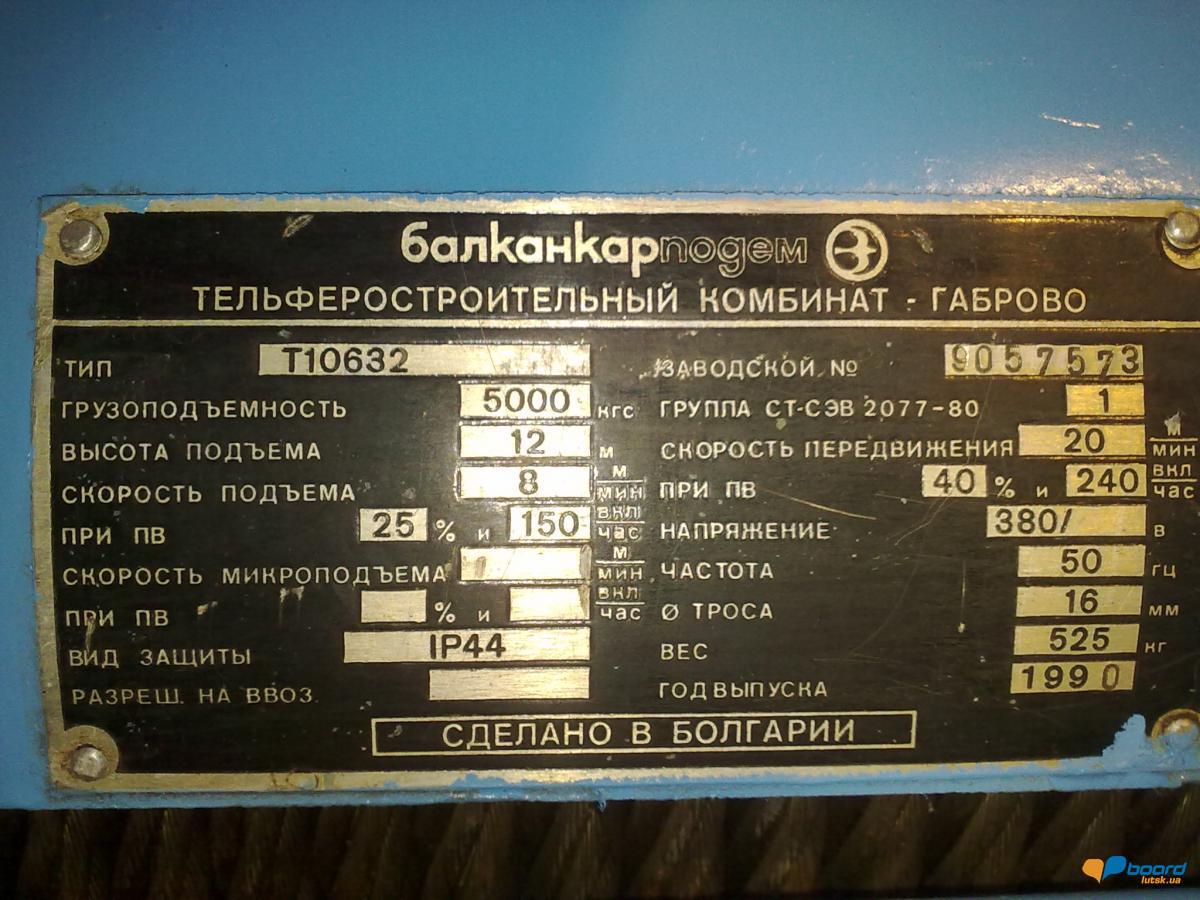 балканкарподем
ТЕЛЬФЕРОСТРОИТЕЛЬНЫЙ КОМБИНАТ - ГАБРОВО
ТИП Т10632
ГРУЗОПОДЪЕМНОСТЬ 5000 кгс
ВЫСОТА ПОДЪЕМА 12 м
СКОРОСТЬ ПОДЪЕМА 8 м/мин
ПРИ ПВ 25 % и 150 вкл/час
СКОРОСТЬ МИКРОПОДЪЕМА м/мин
ПРИ ПВ % и вкл/час
ВИД ЗАЩИТЫ IP44
РАЗРЕШ. НА ВВОЗ
ЗАВОДСКОЙ № 9057573
ГРУППА СТ-СЭВ 2077-80 1
СКОРОСТЬ ПЕРЕДВИЖЕНИЯ 20 м/мин
ПРИ ПВ 40 % и 240 вкл/час
НАПРЯЖЕНИЕ 380/ В
ЧАСТОТА 50 гц
Ø ТРОСА 16 мм
ВЕС 525 кг
ГОД ВЫПУСКА 1990
СДЕЛАНО В БОЛГАРИИ
boord
lutsk.ua